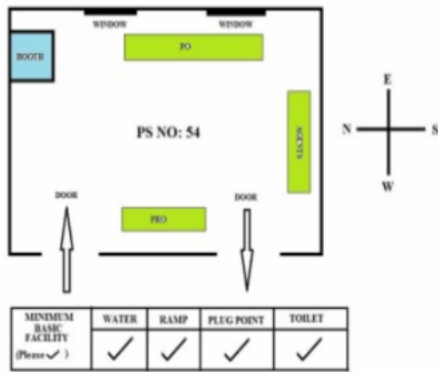 WINDOW WINDOW
BOOTH
PO
E
PS NO: 54
AGENTS
N S
W
DOOR DOOR
PRO
MINIMUM BASIC FACILITY (Please ✓) WATER RAMP PLUG POINT TOILET
✓ ✓ ✓ ✓